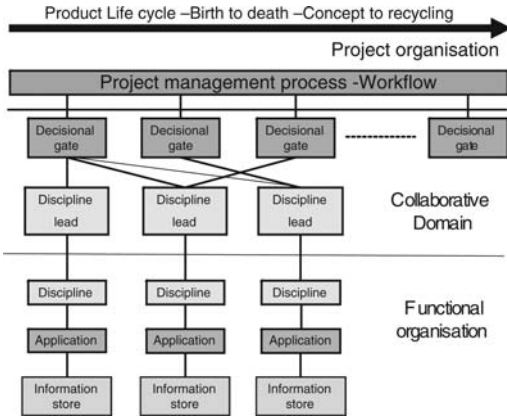 Product Life cycle –Birth to death –Concept to recycling
Project organisation
Project management process -Workflow
Decisional
gate
Decisional
gate
Decisional
gate
Decisional
gate
Discipline
lead
Discipline
lead
Discipline
lead
Collaborative
Domain
Discipline
Discipline
Discipline
Functional
organisation
Application
Application
Application
Information
store
Information
store
Information
store